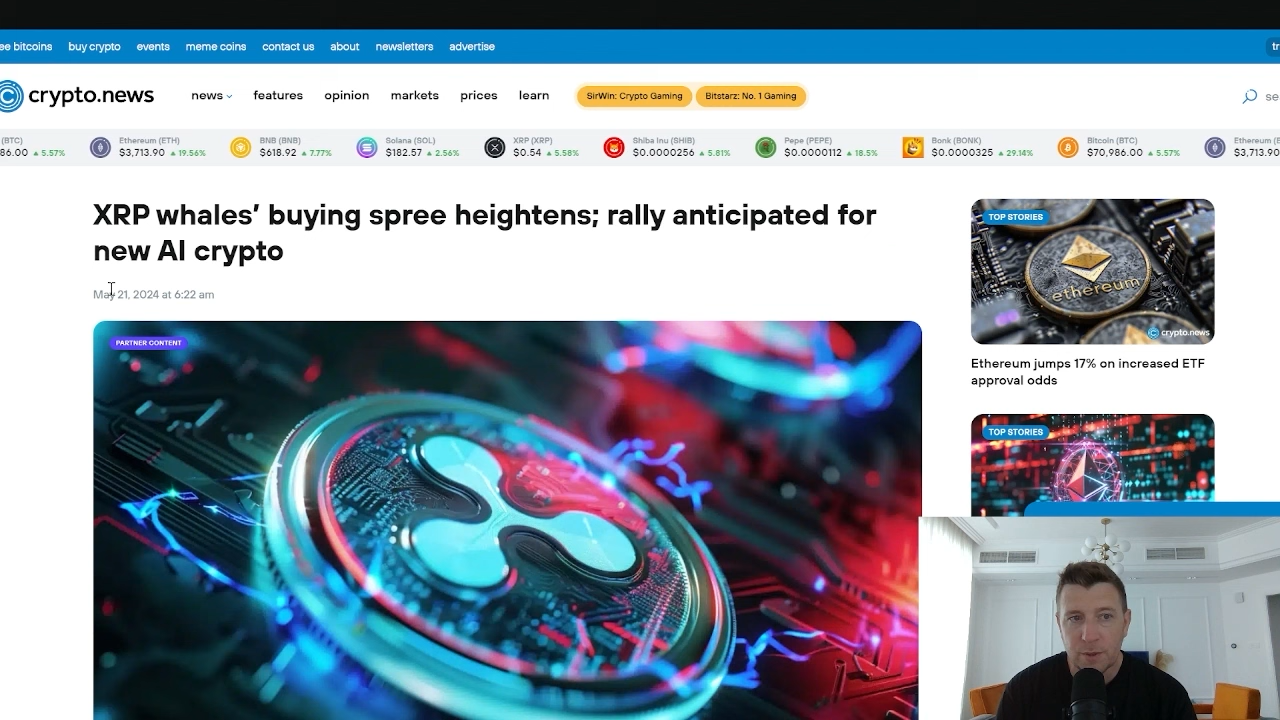 ee bitcoins buy crypto events meme coins contact us about newsletters advertise tr
crypto.news news features opinion markets prices learn SirWin: Crypto Gaming Bitstarz: No. 1 Gaming se
(BTC) Ethereum (ETH) BNB (BNB) Solana (SOL) XRP (XRP) Shiba Inu (SHIB) Pepe (PEPE) Bonk (BONK) Bitcoin (BTC) Ethereum (E
86.00 ▲ 5.57% $3,713.90 ▲ 19.56% $618.92 ▲ 7.77% $182.57 ▲ 2.56% $0.54 ▲ 5.58% $0.0000256 ▲ 5.81% $0.0000112 ▲ 18.5% $0.0000325 ▲ 29.14% $70,986.00 ▲ 5.57% $3,713.90
XRP whales’ buying spree heightens; rally anticipated for
new AI crypto
May 21, 2024 at 6:22 am
PARTNER CONTENT
TOP STORIES
ethereum
crypto.news
Ethereum jumps 17% on increased ETF
approval odds
TOP STORIES